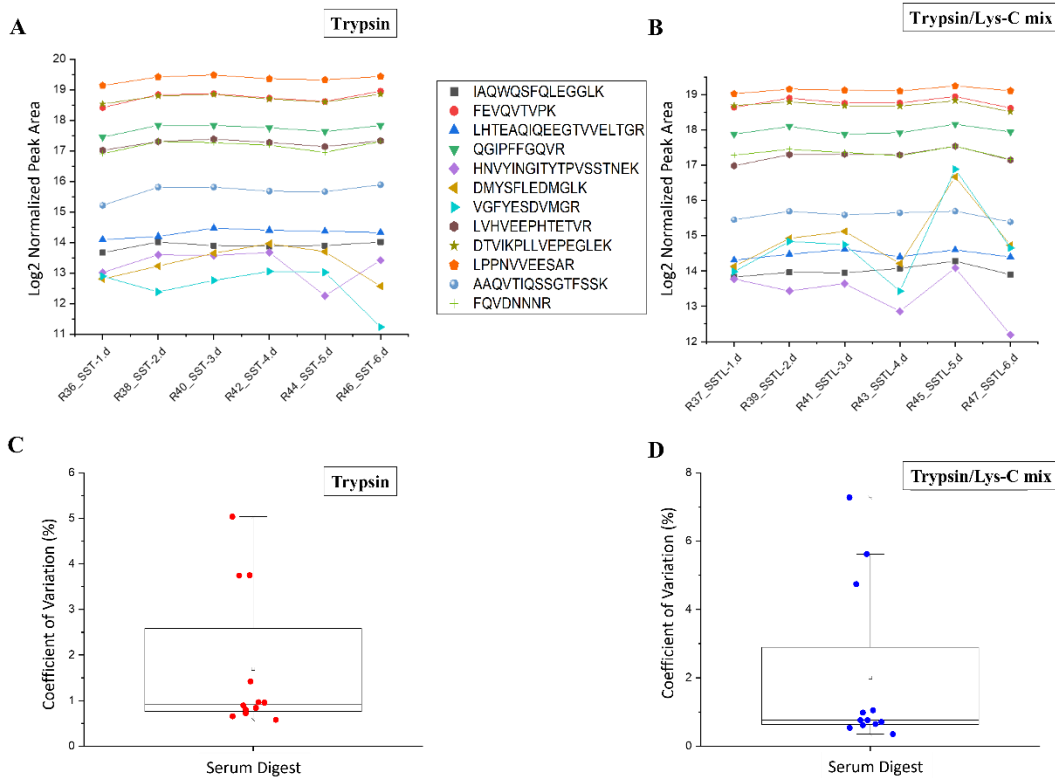 A
Trypsin
Log2 Normalized Peak Area
20
19
18
17
16
15
14
13
12
11
R36_SST-1.d
R38_SST-2.d
R40_SST-3.d
R42_SST-4.d
R44_SST-5.d
R46_SST-6.d
IAQWQSFQLEGGLK
FEVQVTVPK
LHTEAQIQEEGTVVELTGR
QGIPFFGQVR
HNVYINGITYTPVSSTNEK
DMYSFLEDMGLK
VGFYESDVMGR
LVHVEEPHTETVR
DTVIKPLLVEPEGLEK
LPPNVVEESAR
AAQVTIQSSGTFSSK
FQVDNNNR
B
Trypsin/Lys-C mix
Log2 Normalized Peak Area
19
18
17
16
15
14
13
12
R37_SSTL-1.d
R39_SSTL-2.d
R41_SSTL-3.d
R43_SSTL-4.d
R45_SSTL-5.d
R47_SSTL-6.d
C
Trypsin
Coefficient of Variation (%)
6
5
4
3
2
1
0
Serum Digest
D
Trypsin/Lys-C mix
Coefficient of Variation (%)
8
6
4
2
0
Serum Digest